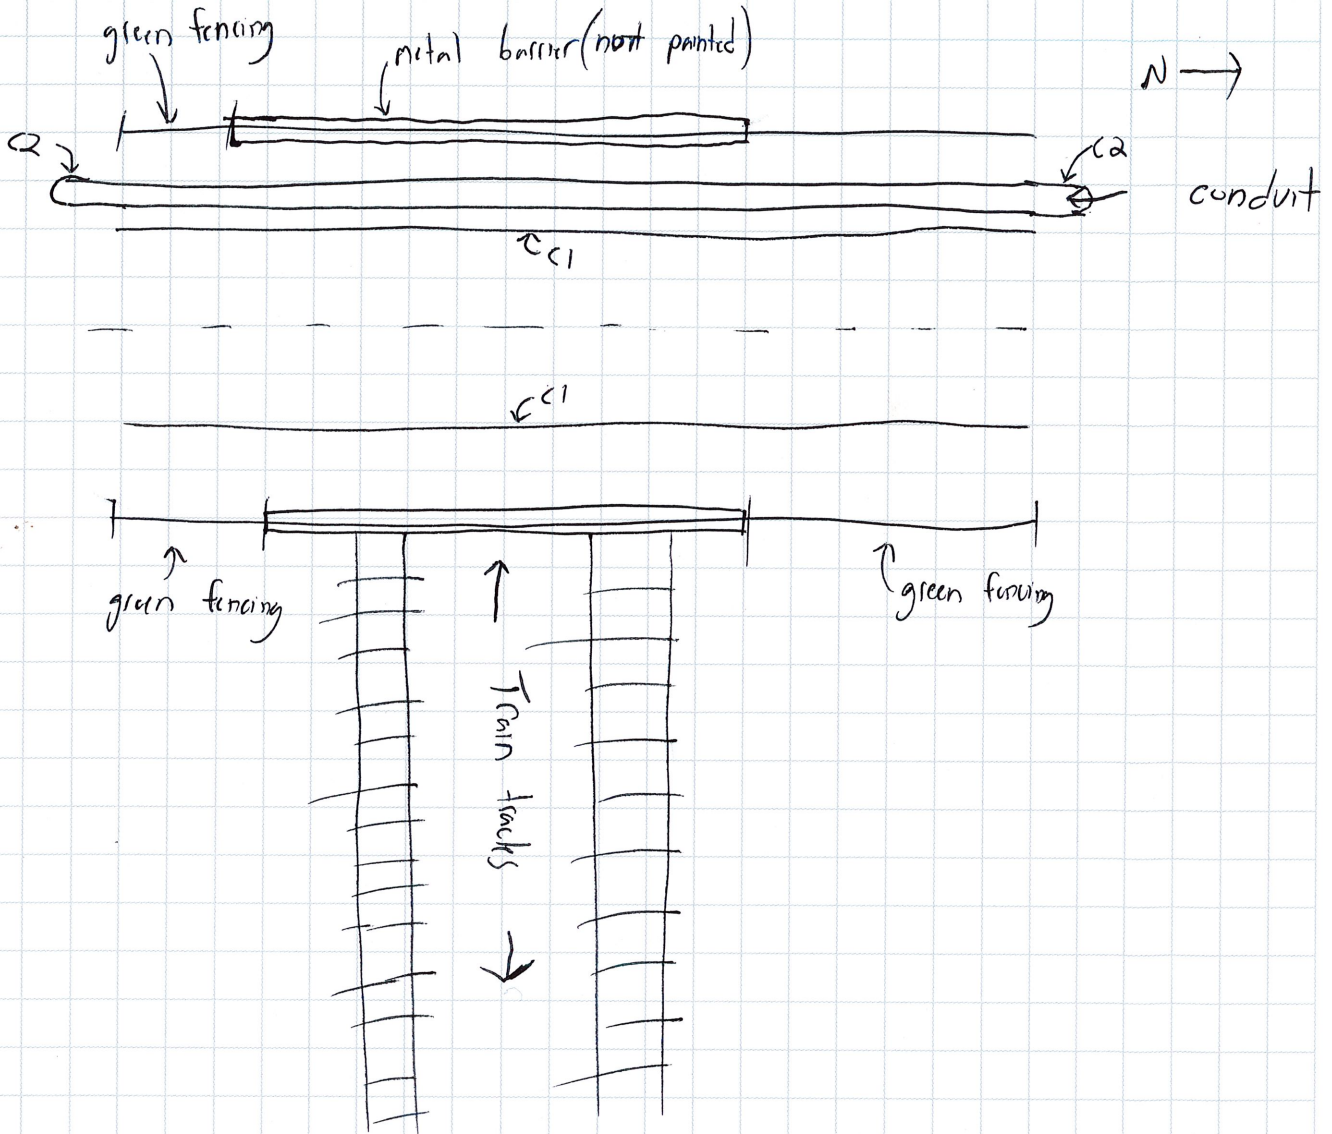 green fencing
metal barrier (not painted)
N
C2
C2
conduit
C1
C1
green fencing
green fencing
Train tracks